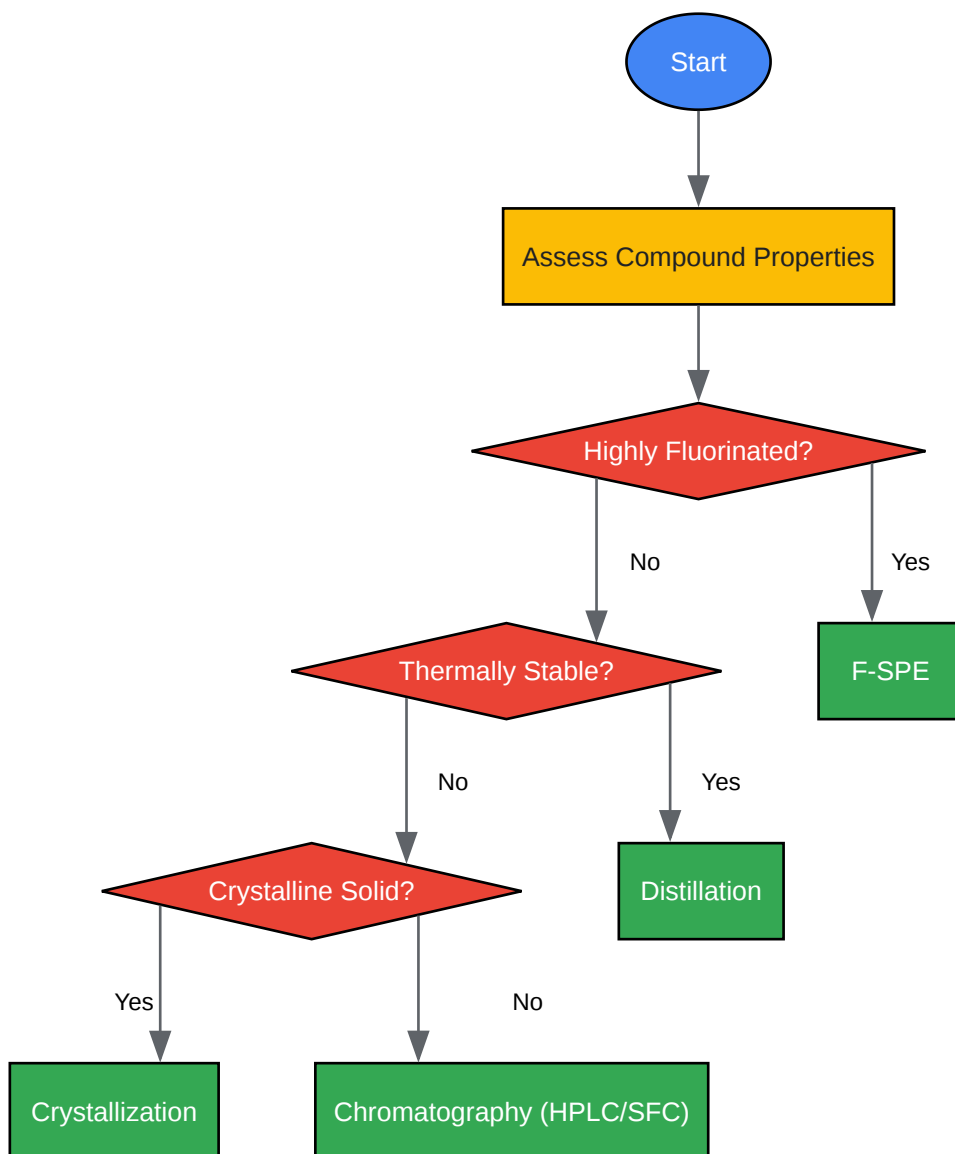 Start
Assess Compound Properties
Highly Fluorinated?
No
Yes
Thermally Stable?
F-SPE
No
Yes
Crystalline Solid?
Distillation
Yes
No
Crystallization
Chromatography (HPLC/SFC)